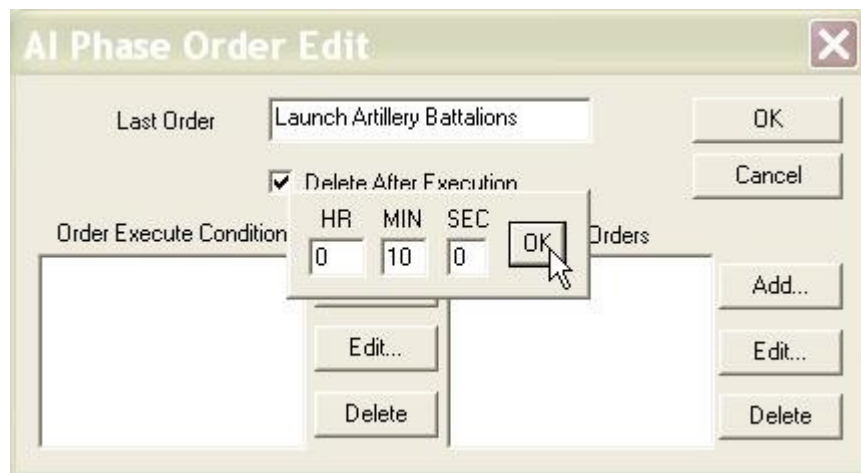 AI Phase Order Edit
Last Order Launch Artillery Battalions OK
Delete After Execution Cancel
HR MIN SEC
Order Execute Condition OK Orders
0 10 0
Add...
Edit... Edit...
Delete Delete